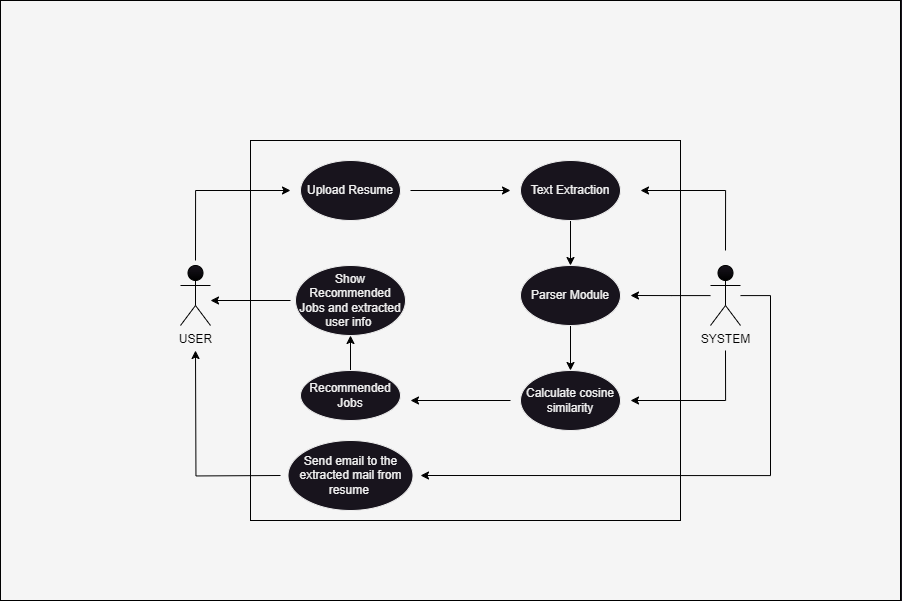 Upload Resume
Text Extraction
Show
Recommended
Jobs and extracted
user info
Parser Module
USER
SYSTEM
Recommended
Jobs
Calculate cosine
similarity
Send email to the
extracted mail from
resume